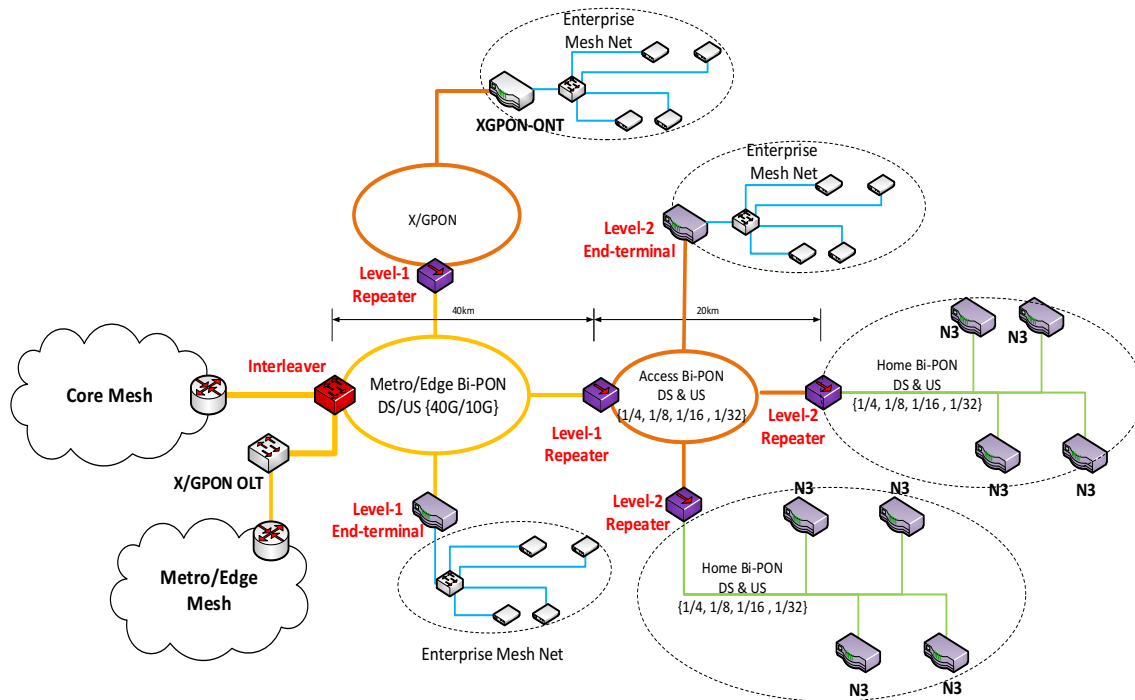 Enterprise
Mesh Net
XGPON-ONT
Enterprise
Mesh Net
X/GPON
Level-2
End-terminal
Level-1
Repeater
40km
20km
N3
N3
Interleaver
Core Mesh
Metro/Edge Bi-PON
DS/US {40G/10G}
Access Bi-PON
DS & US
{1/4, 1/8, 1/16 , 1/32}
Home Bi-PON
DS & US
{1/4, 1/8, 1/16 , 1/32}
Level-1
Repeater
Level-2
Repeater
X/GPON OLT
Level-1
End-terminal
Level-2
Repeater
N3
N3
N3
N3
Metro/Edge
Mesh
Home Bi-PON
DS & US
{1/4, 1/8, 1/16 , 1/32}
Enterprise Mesh Net
N3
N3